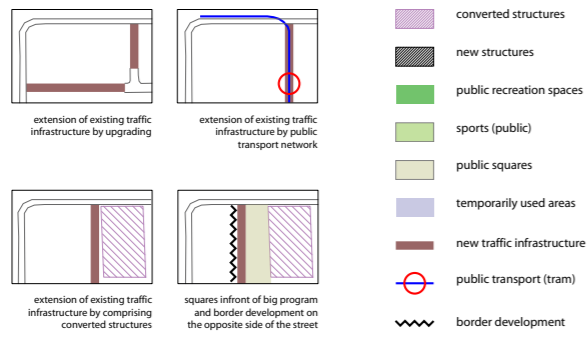 extension of existing traffic
infrastructure by upgrading
extension of existing traffic
infrastructure by public
transport network
extension of existing traffic
infrastructure by comprising
converted structures
squares infront of big program
and border development on
the opposite side of the street
converted structures
new structures
public recreation spaces
sports (public)
public squares
temporarily used areas
new traffic infrastructure
public transport (tram)
border development